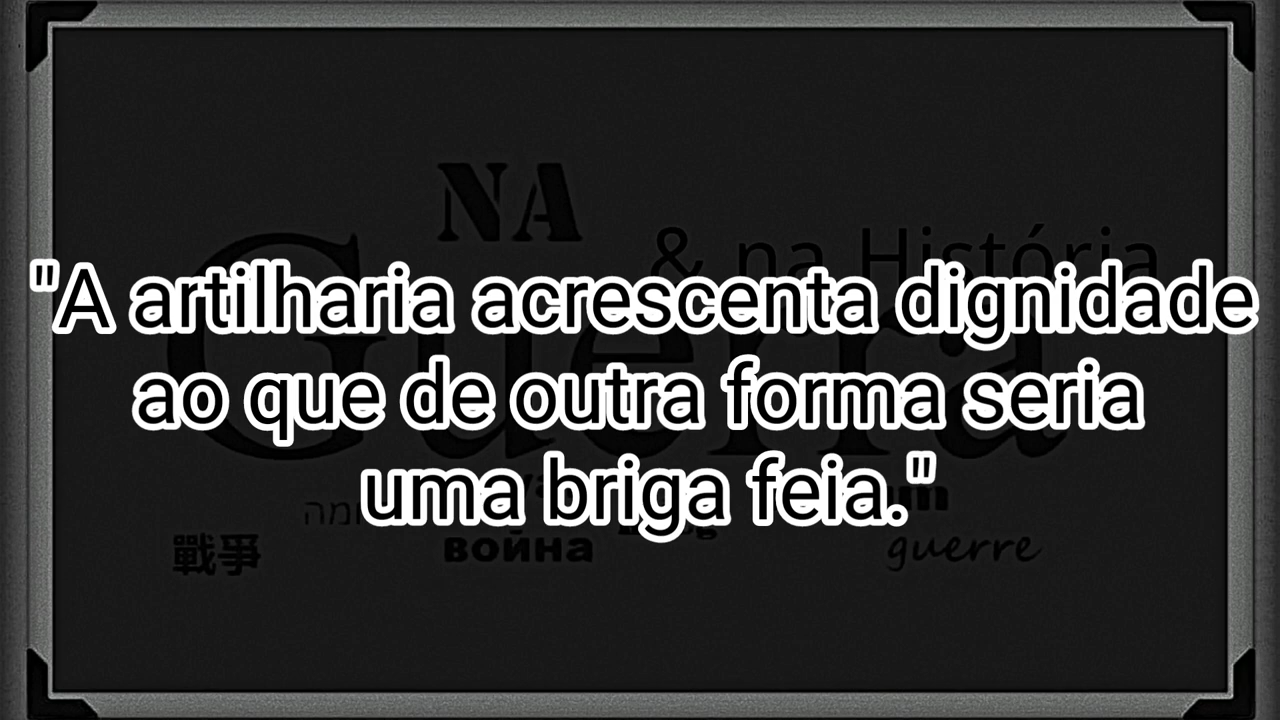 NA
& na História
Guerra
"A artilharia acrescenta dignidade
ao que de outra forma seria
uma briga feia."
戰爭
война
guerre